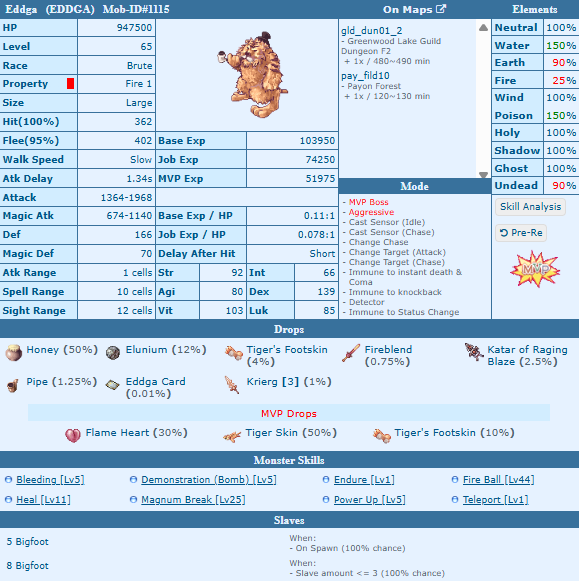 Eddga (EDDGA) Mob-ID#1115
On Maps
Elements
HP 947500
Level 65
Race Brute
Property Fire 1
Size Large
Hit(100%) 362
Flee(95%) 402 Base Exp 103950
Walk Speed Slow Job Exp 74250
Atk Delay 1.34s MVP Exp 51975
Attack 1364-1968
Magic Atk 674-1140 Base Exp / HP 0.11:1
Def 166 Job Exp / HP 0.078:1
Magic Def 70 Delay After Hit Short
Atk Range 1 cells Str 92 Int 66
Spell Range 10 cells Agi 80 Dex 139
Sight Range 12 cells Vit 103 Luk 85
gld_dun01_2
- Greenwood Lake Guild
Dungeon F2
+ 1x / 480~490 min
pay_fild10
- Payon Forest
+ 1x / 120~130 min
Mode
- MVP Boss
- Aggressive
- Cast Sensor (Idle)
- Cast Sensor (Chase)
- Change Chase
- Change Target (Attack)
- Change Target (Chase)
- Immune to instant death &
Coma
- Immune to knockback
- Detector
- Immune to Status Change
Neutral 100%
Water 150%
Earth 90%
Fire 25%
Wind 100%
Poison 150%
Holy 100%
Shadow 100%
Ghost 100%
Undead 90%
Skill Analysis
Pre-Re
MVP
Drops
Honey (50%) Elunium (12%) Tiger's Footskin (4%) Fireblend (0.75%) Katar of Raging Blaze (2.5%)
Pipe (1.25%) Eddga Card (0.01%) Krierg [3] (1%)
MVP Drops
Flame Heart (30%) Tiger Skin (50%) Tiger's Footskin (10%)
Monster Skills
Bleeding [Lv5] Demonstration (Bomb) [Lv5] Endure [Lv1] Fire Ball [Lv44]
Heal [Lv11] Magnum Break [Lv25] Power Up [Lv5] Teleport [Lv1]
Slaves
5 Bigfoot
When:
- On Spawn (100% chance)
8 Bigfoot
When:
- Slave amount <= 3 (100% chance)